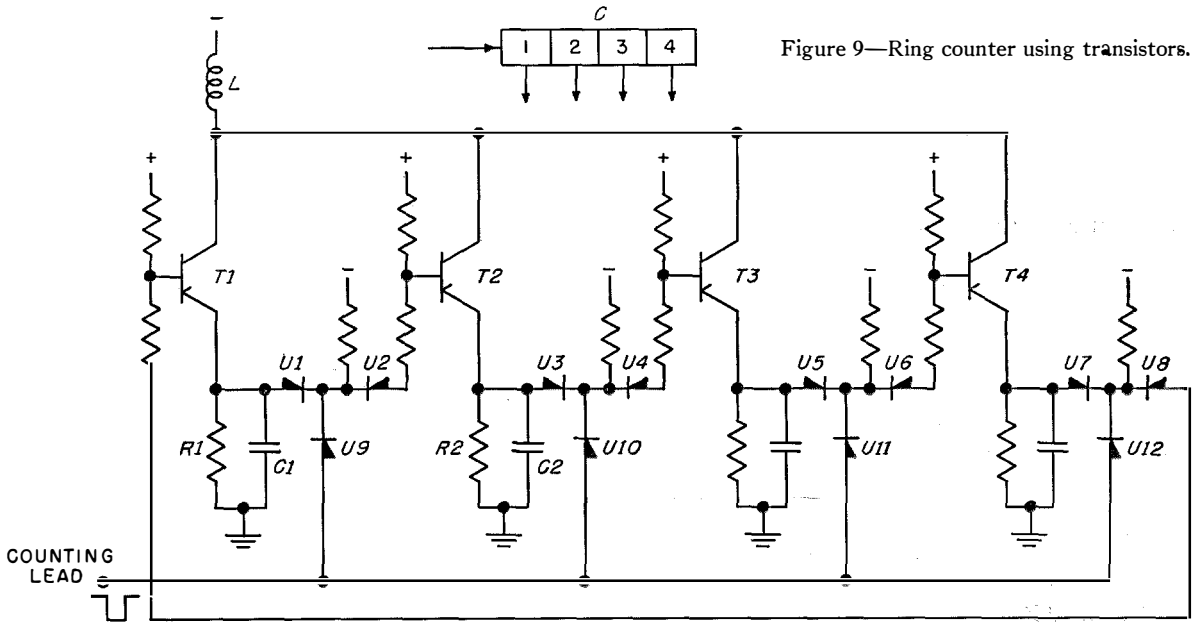 C
1 2 3 4
Figure 9—Ring counter using transistors.
−
L
+ + + +
T1 − T2 − T3 − T4 −
U1 U2 U3 U4 U5 U6 U7 U8
R1 C1 U9 R2 C2 U10 U11 U12
COUNTING
LEAD